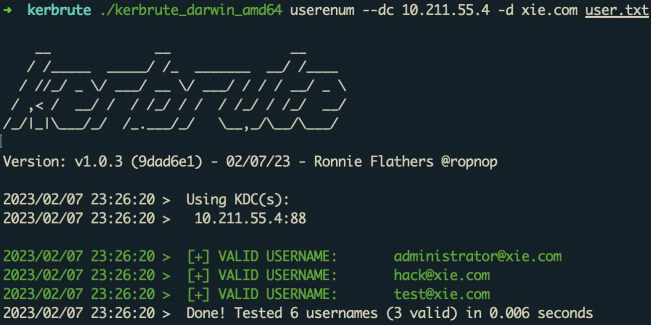 → kerbrute ./kerbrute_darwin_amd64 userenum --dc 10.211.55.4 -d xie.com user.txt
kerbrute
Version: v1.0.3 (9dad6e1) - 02/07/23 - Ronnie Flathers @ropnop
2023/02/07 23:26:20 > Using KDC(s):
2023/02/07 23:26:20 > 10.211.55.4:88
2023/02/07 23:26:20 > [+] VALID USERNAME: administrator@xie.com
2023/02/07 23:26:20 > [+] VALID USERNAME: hack@xie.com
2023/02/07 23:26:20 > [+] VALID USERNAME: test@xie.com
2023/02/07 23:26:20 > Done! Tested 6 usernames (3 valid) in 0.006 seconds